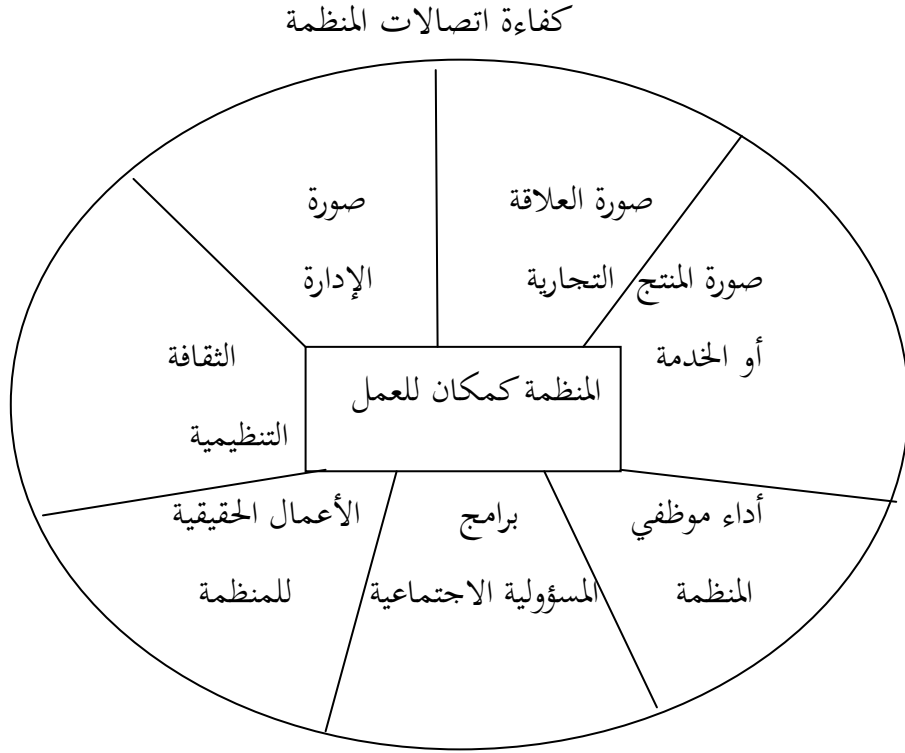 كفاءة اتصالات المنظمة
صورة العلاقة
التجارية
صورة
الإدارة
صورة المنتج
أو الخدمة
الثقافة
التنظيمية
المنظمة كمكان للعمل
أداء موظفي
المنظمة
برامج
المسؤولية الاجتماعية
الأعمال الحقيقية
للمنظمة